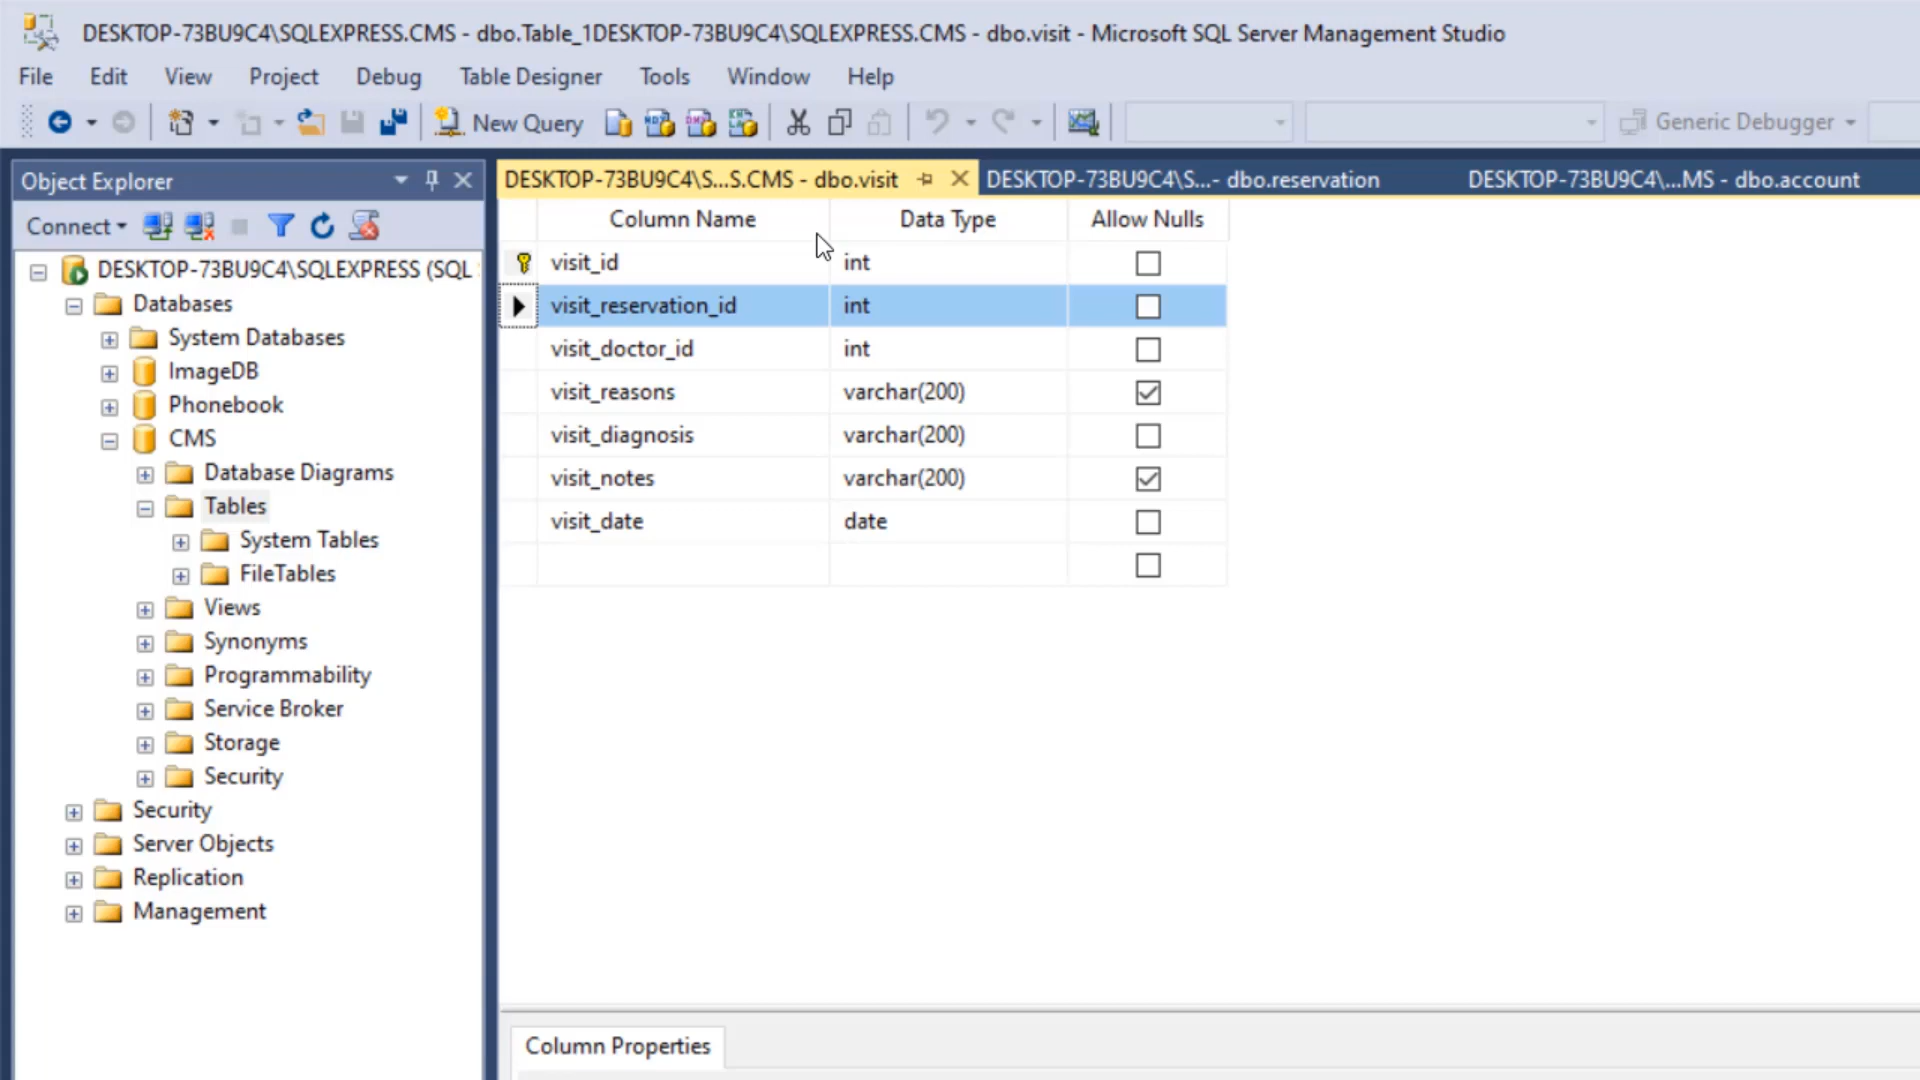 DESKTOP-73BU9C4\SQLEXPRESS.CMS - dbo.Table_1DESKTOP-73BU9C4\SQLEXPRESS.CMS - dbo.visit - Microsoft SQL Server Management Studio
File Edit View Project Debug Table Designer Tools Window Help
New Query Generic Debugger
Object Explorer
Connect
DESKTOP-73BU9C4\SQLEXPRESS (SQL
Databases
System Databases
ImageDB
Phonebook
CMS
Database Diagrams
Tables
System Tables
FileTables
Views
Synonyms
Programmability
Service Broker
Storage
Security
Security
Server Objects
Replication
Management
DESKTOP-73BU9C4\S...S.CMS - dbo.visit DESKTOP-73BU9C4\S...- dbo.reservation DESKTOP-73BU9C4\...MS - dbo.account
Column Name Data Type Allow Nulls
visit_id int
visit_reservation_id int
visit_doctor_id int
visit_reasons varchar(200)
visit_diagnosis varchar(200)
visit_notes varchar(200)
visit_date date
Column Properties